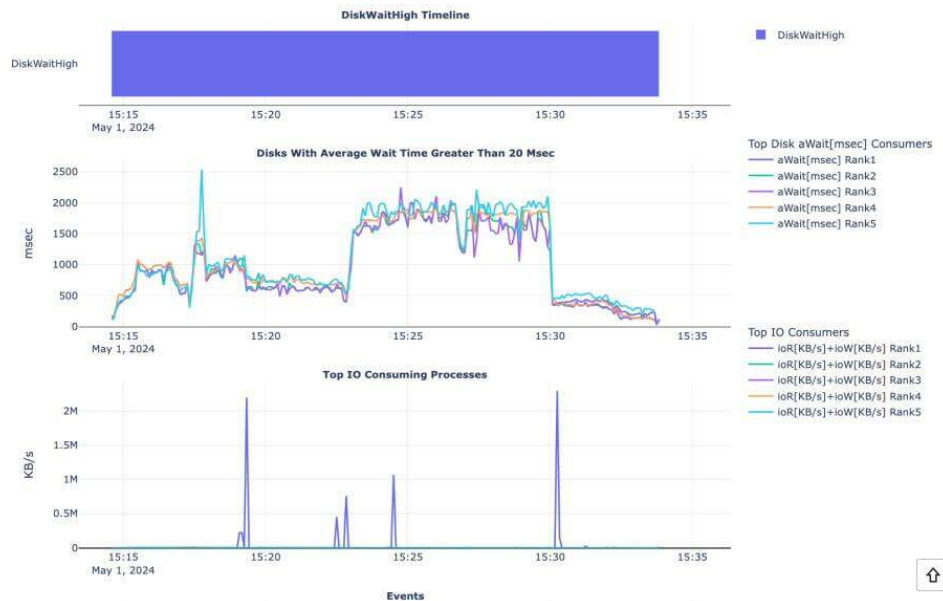 DiskWaitHigh Timeline
DiskWaitHigh
DiskWaitHigh
15:15 15:20 15:25 15:30 15:35
May 1, 2024
Disks With Average Wait Time Greater Than 20 Msec
Top Disk aWait[msec] Consumers
aWait[msec] Rank1
aWait[msec] Rank2
aWait[msec] Rank3
aWait[msec] Rank4
aWait[msec] Rank5
msec
2500
2000
1500
1000
500
0
15:15 15:20 15:25 15:30 15:35
May 1, 2024
Top IO Consuming Processes
Top IO Consumers
ioR[KB/s]+ioW[KB/s] Rank1
ioR[KB/s]+ioW[KB/s] Rank2
ioR[KB/s]+ioW[KB/s] Rank3
ioR[KB/s]+ioW[KB/s] Rank4
ioR[KB/s]+ioW[KB/s] Rank5
KB/s
2M
1.5M
1M
0.5M
0
15:15 15:20 15:25 15:30 15:35
May 1, 2024
Events